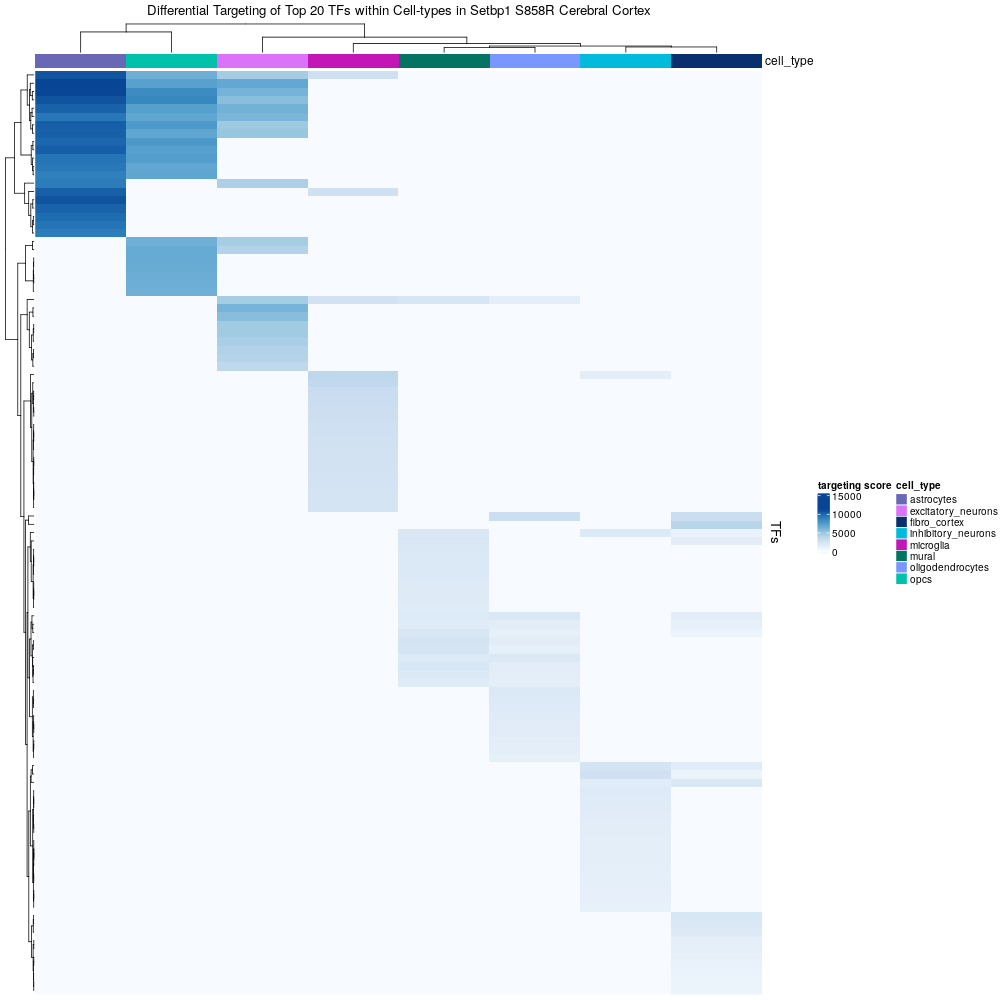 Differential Targeting of Top 20 TFs within Cell-types in Setbp1 S858R Cerebral Cortex
cell_type
TFs
targeting score
15000
10000
5000
0
cell_type
astrocytes
excitatory_neurons
fibro_cortex
inhibitory_neurons
microglia
mural
oligodendrocytes
opcs